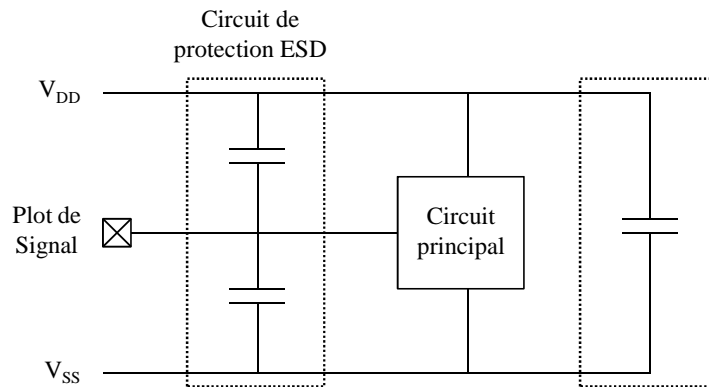 Circuit de
protection ESD
V_DD
Plot de
Signal
Circuit
principal
V_SS